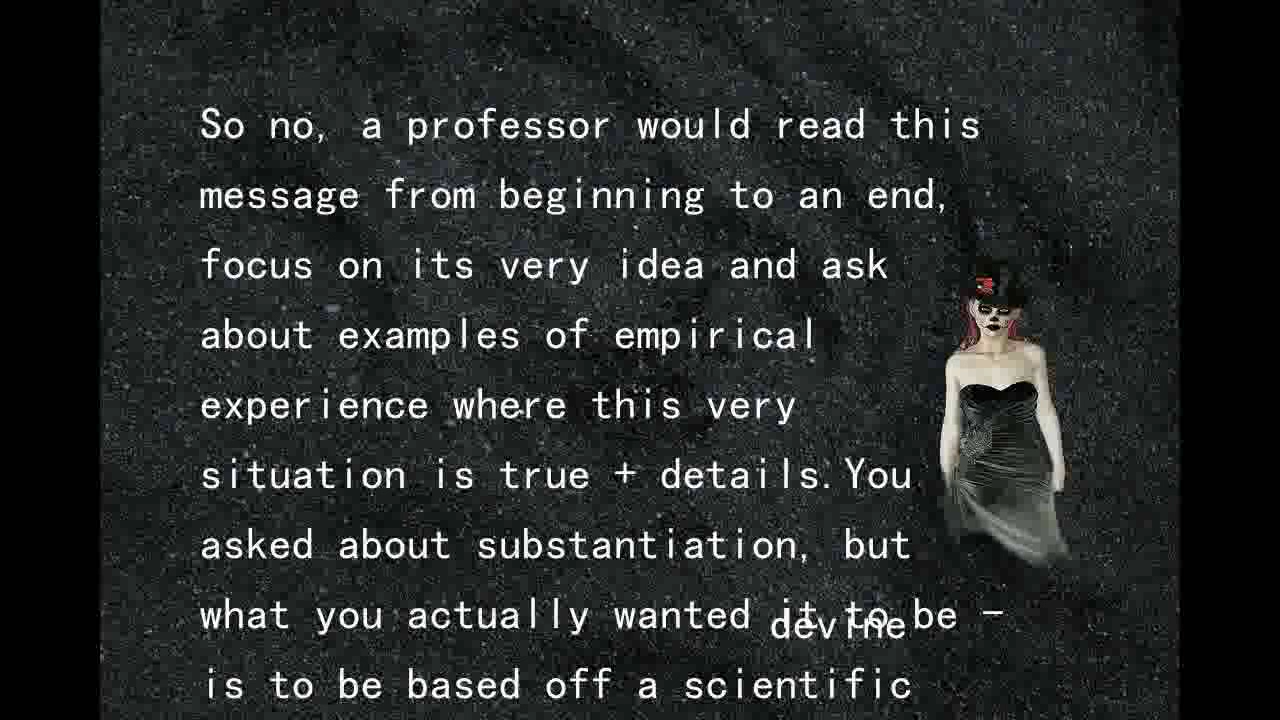 So no, a professor would read this
message from beginning to an end,
focus on its very idea and ask
about examples of empirical
experience where this very
situation is true + details.You
asked about substantiation, but
what you actually wanted it to be -
devine
is to be based off a scientific